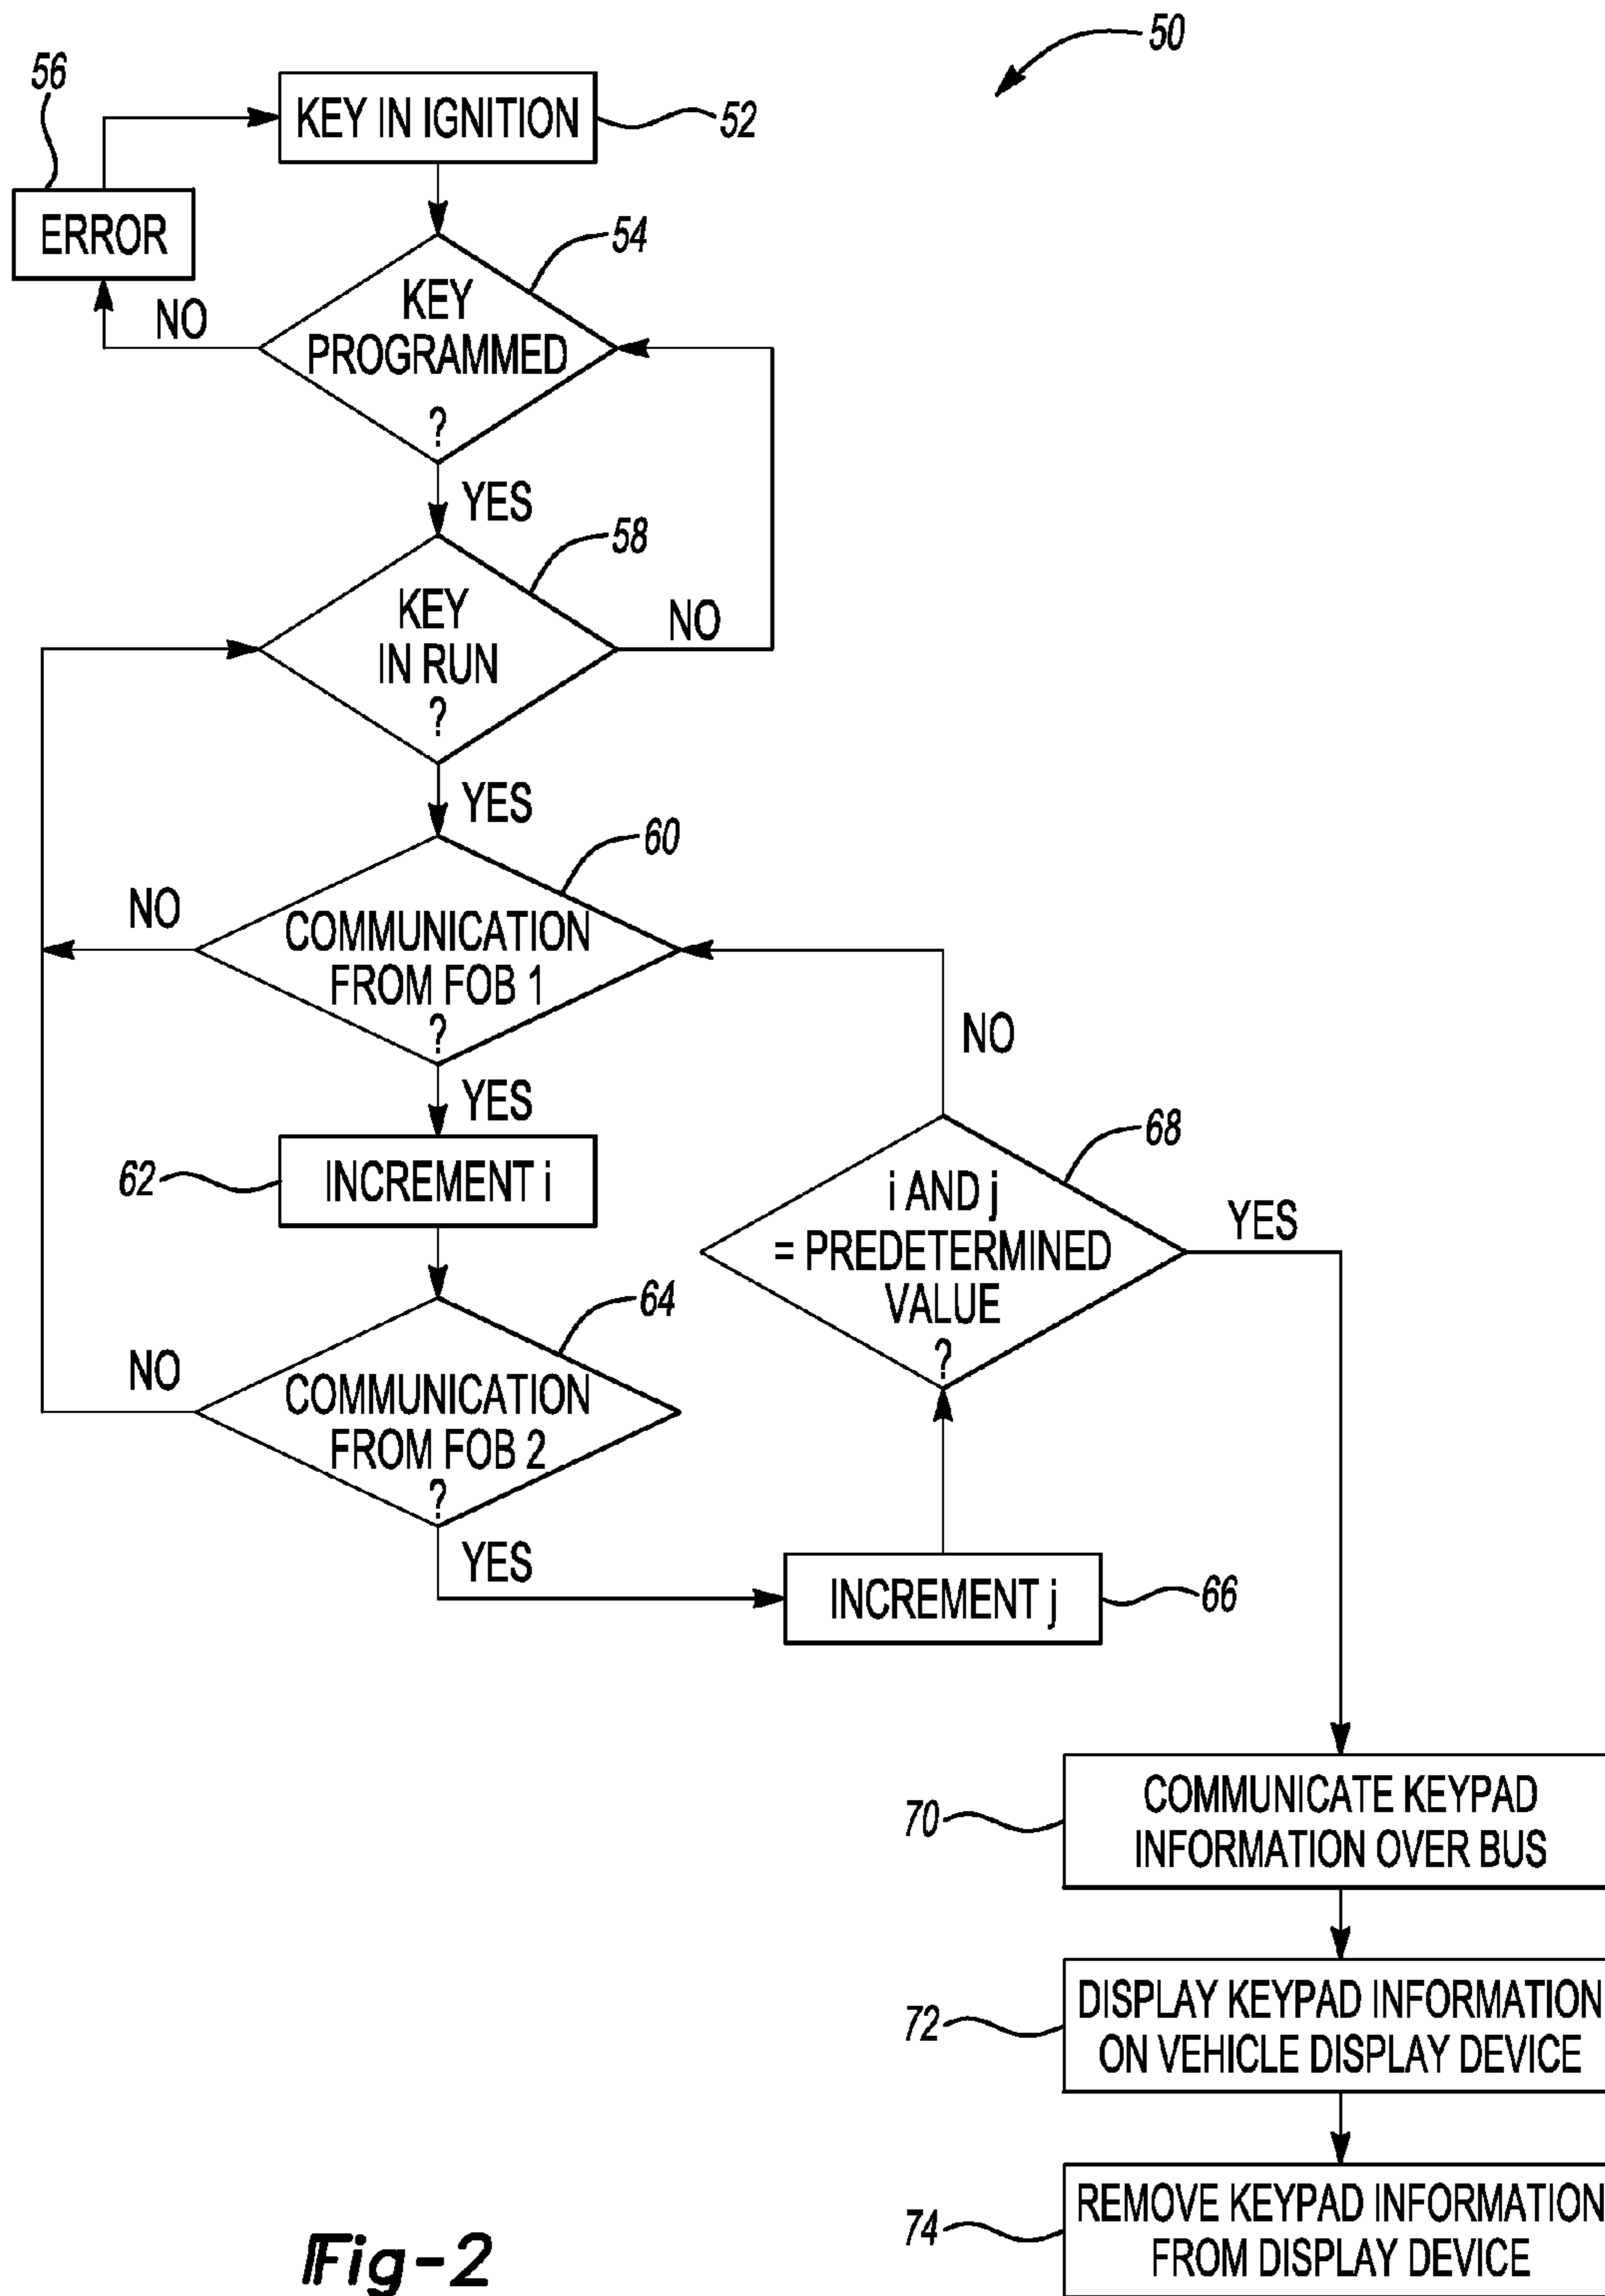 50
56
KEY IN IGNITION
52
ERROR
54
KEY
PROGRAMMED
?
NO
YES
58
KEY
IN RUN
?
NO
YES
60
NO
COMMUNICATION
FROM FOB 1
?
NO
YES
68
62
INCREMENT i
i AND j
= PREDETERMINED
VALUE
?
YES
64
NO
COMMUNICATION
FROM FOB 2
?
YES
INCREMENT j
66
70
COMMUNICATE KEYPAD
INFORMATION OVER BUS
72
DISPLAY KEYPAD INFORMATION
ON VEHICLE DISPLAY DEVICE
74
REMOVE KEYPAD INFORMATION
FROM DISPLAY DEVICE
Fig-2